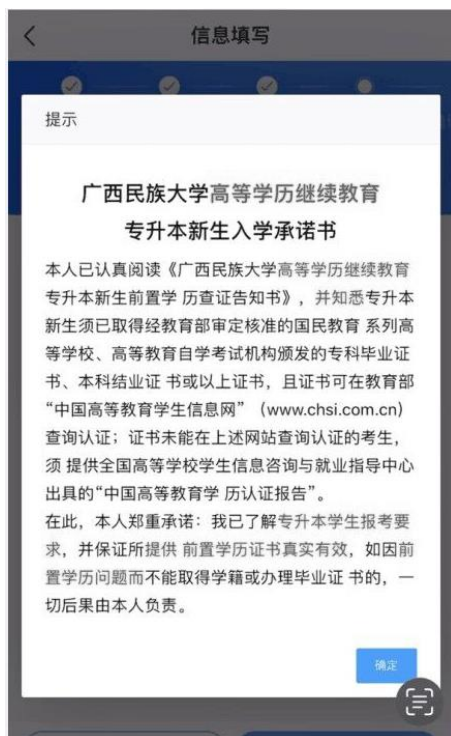 信息填写
提示
广西民族大学高等学历继续教育
专升本新生入学承诺书
本人已认真阅读《广西民族大学高等学历继续教育
专升本新生前置学 历查证告知书》，并知悉专升本
新生须已取得经教育部审定核准的国民教育 系列高
等学校、高等教育自学考试机构颁发的专科毕业证
书、本科结业证 书或以上证书，且证书可在教育部
“中国高等教育学生信息网”（www.chsi.com.cn）
查询认证；证书未能在上述网站查询认证的考生，
须 提供全国高等学校学生信息咨询与就业指导中心
出具的“中国高等教育学 历认证报告”。
在此，本人郑重承诺：我已了解专升本学生报考要
求，并保证所提供 前置学历证书真实有效，如因前
置学历问题而不能取得学籍或办理毕业证 书的，一
切后果由本人负责。
确定